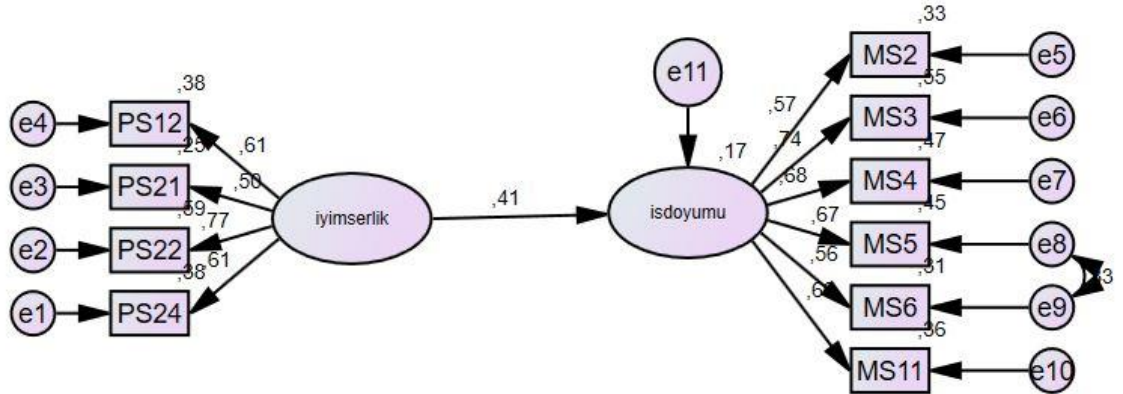 ,33
e11
MS2
e5
,38
,55
e4
PS12
,57
MS3
e6
,25
,61
,74
,17
,47
e3
PS21
,50
,68
MS4
e7
,59
iyimserlik
,41
isdoyumu
,45
,77
,67
e2
PS22
MS5
e8
,61
,56
,31
,38
e1
PS24
MS6
e9
,36
MS11
e10